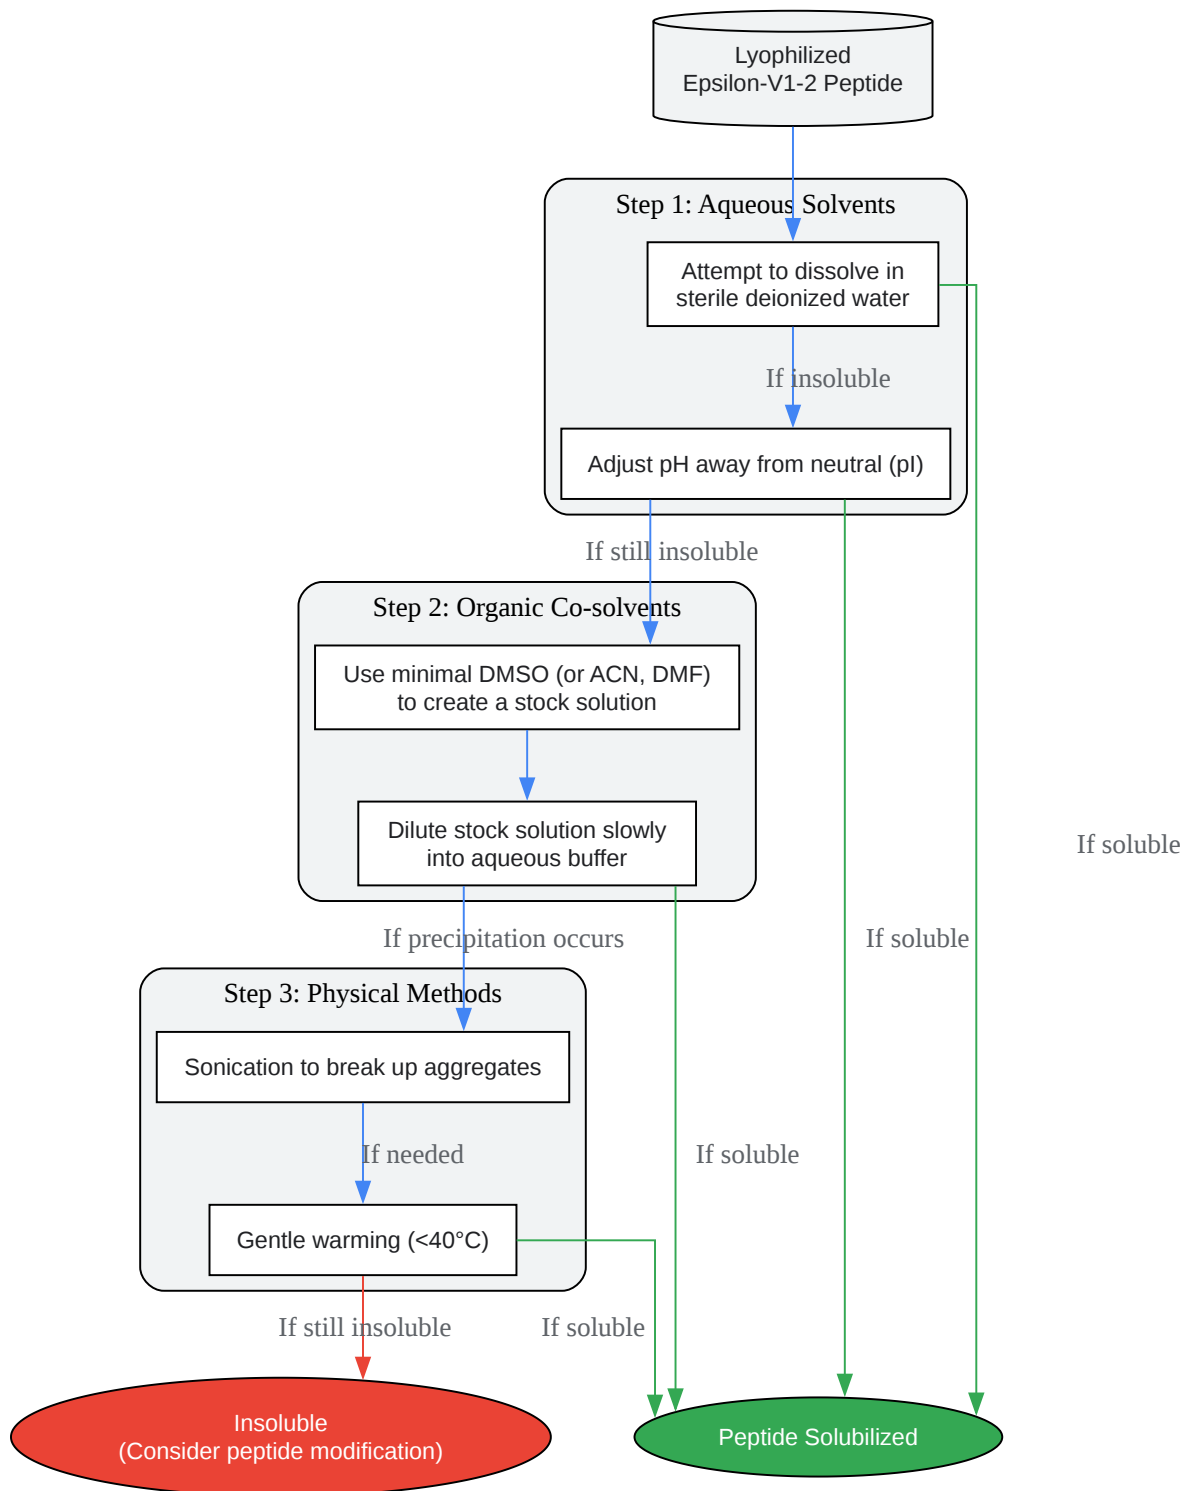 Lyophilized
Epsilon-V1-2 Peptide
Step 1: Aqueous Solvents
Attempt to dissolve in
sterile deionized water
If insoluble
Adjust pH away from neutral (pI)
If still insoluble
Step 2: Organic Co-solvents
Use minimal DMSO (or ACN, DMF)
to create a stock solution
Dilute stock solution slowly
into aqueous buffer
If soluble
If precipitation occurs
If soluble
Step 3: Physical Methods
Sonication to break up aggregates
If needed
If soluble
Gentle warming (<40°C)
If still insoluble
If soluble
Insoluble
(Consider peptide modification)
Peptide Solubilized